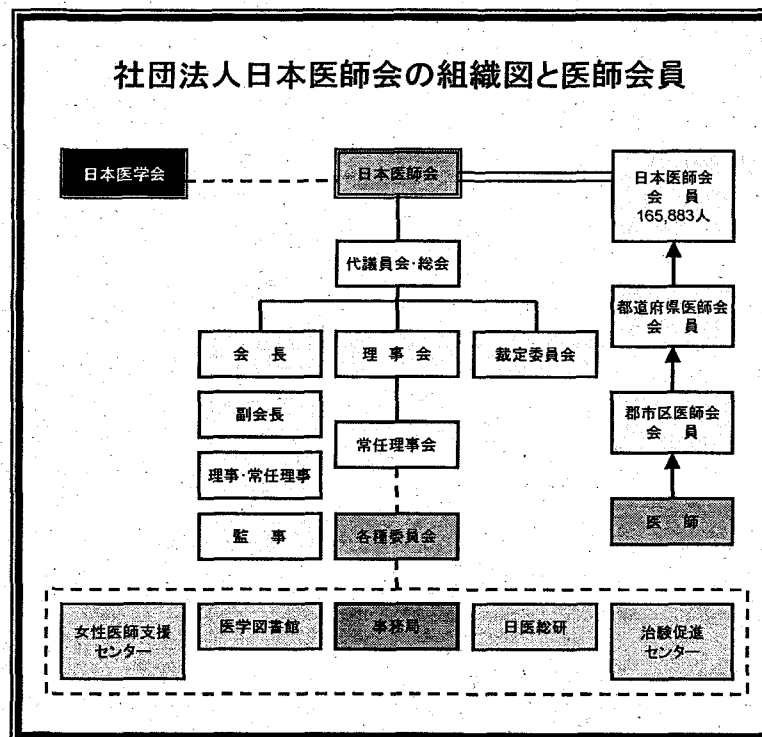 社団法人日本医師会の組織図と医師会員
日本医学会
日本医師会
日本医師会
会　員
165,883人
代議員会・総会
都道府県医師会
会　員
会　長
理　事　会
裁定委員会
副会長
常任理事会
郡市区医師会
会　員
理事・常任理事
監　事
各種委員会
医　師
女性医師支援
センター
医学図書館
事務局
日医総研
治験促進
センター